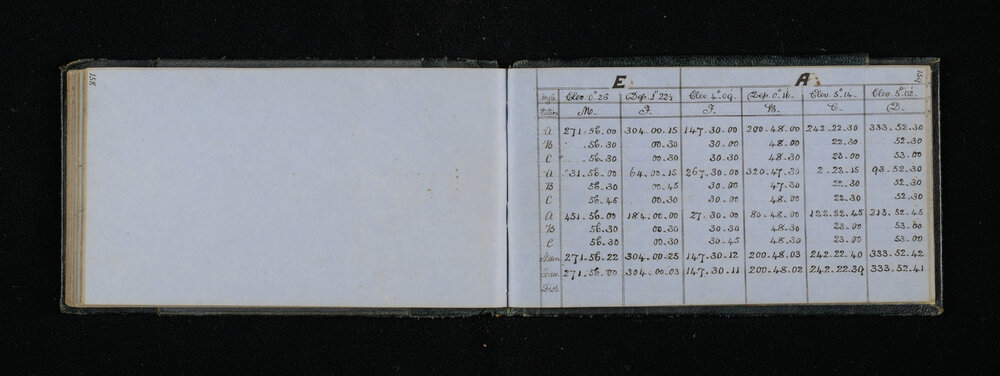 158
159
E A
Angle Elev. 0°26 Dep. 1°22½ Elev. 4°09. Dep. 0°16. Elev. 5°14. Elev. 5°02.
Station M. F. F. B. C. D.
A 271.56.00 304.00.15 147.30.00 200.48.00 242.22.30 333.52.30
B .56.30 00.30 30.00 48.00 22.30 52.30
C .56.30 00.30 30.30 48.30 23.00 53.00
A 31.56.00 64.00.15 267.30.00 320.47.30 2.22.15 93.52.30
B 56.30 00.45 30.00 47.30 22.30 52.30
C 56.45 00.30 30.00 48.00 22.30 52.30
A 451.56.00 184.00.00 27.30.00 80.48.00 122.22.45 213.52.45
B 56.30 00.30 30.30 48.30 23.00 53.00
C 56.30 00.30 30.45 48.30 23.00 53.00
Mean 271.56.22 304.00.25 147.30.12 200.48.03 242.22.40 333.52.42
True 271.56.00 304.00.03 147.30.11 200.48.02 242.22.39 333.52.41
Dist.